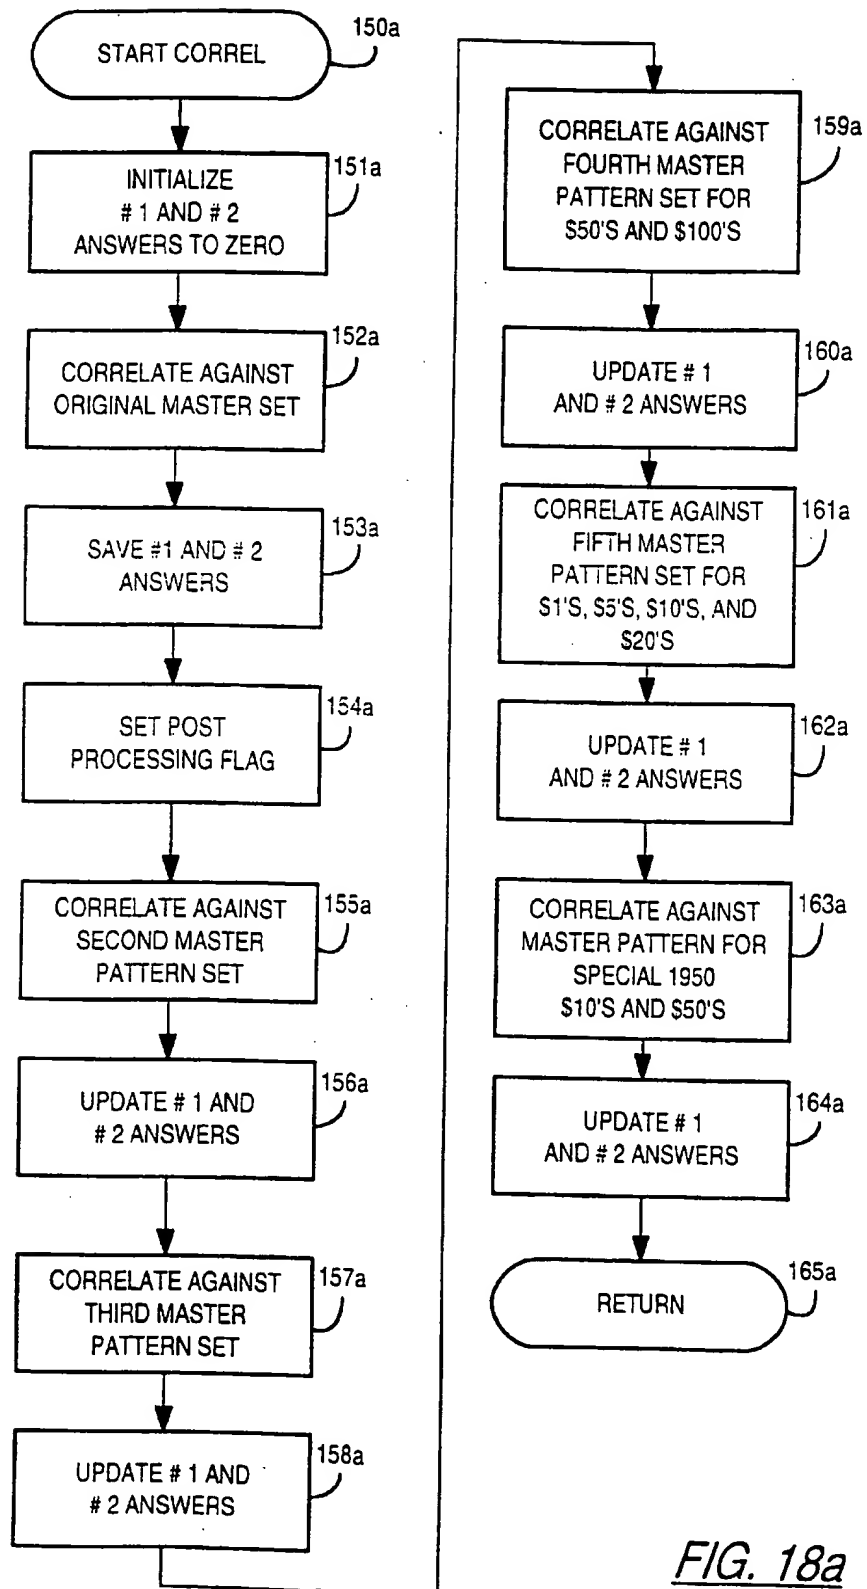 START CORREL
150a
INITIALIZE
# 1 AND # 2
ANSWERS TO ZERO
151a
CORRELATE AGAINST
ORIGINAL MASTER SET
152a
SAVE #1 AND # 2
ANSWERS
153a
SET POST
PROCESSING FLAG
154a
CORRELATE AGAINST
SECOND MASTER
PATTERN SET
155a
UPDATE # 1 AND
# 2 ANSWERS
156a
CORRELATE AGAINST
THIRD MASTER
PATTERN SET
157a
UPDATE # 1 AND
# 2 ANSWERS
158a
CORRELATE AGAINST
FOURTH MASTER
PATTERN SET FOR
$50'S AND $100'S
159a
UPDATE # 1
AND # 2 ANSWERS
160a
CORRELATE AGAINST
FIFTH MASTER
PATTERN SET FOR
$1'S, $5'S, $10'S, AND
$20'S
161a
UPDATE # 1
AND # 2 ANSWERS
162a
CORRELATE AGAINST
MASTER PATTERN FOR
SPECIAL 1950
$10'S AND $50'S
163a
UPDATE # 1
AND # 2 ANSWERS
164a
RETURN
165a
FIG. 18a